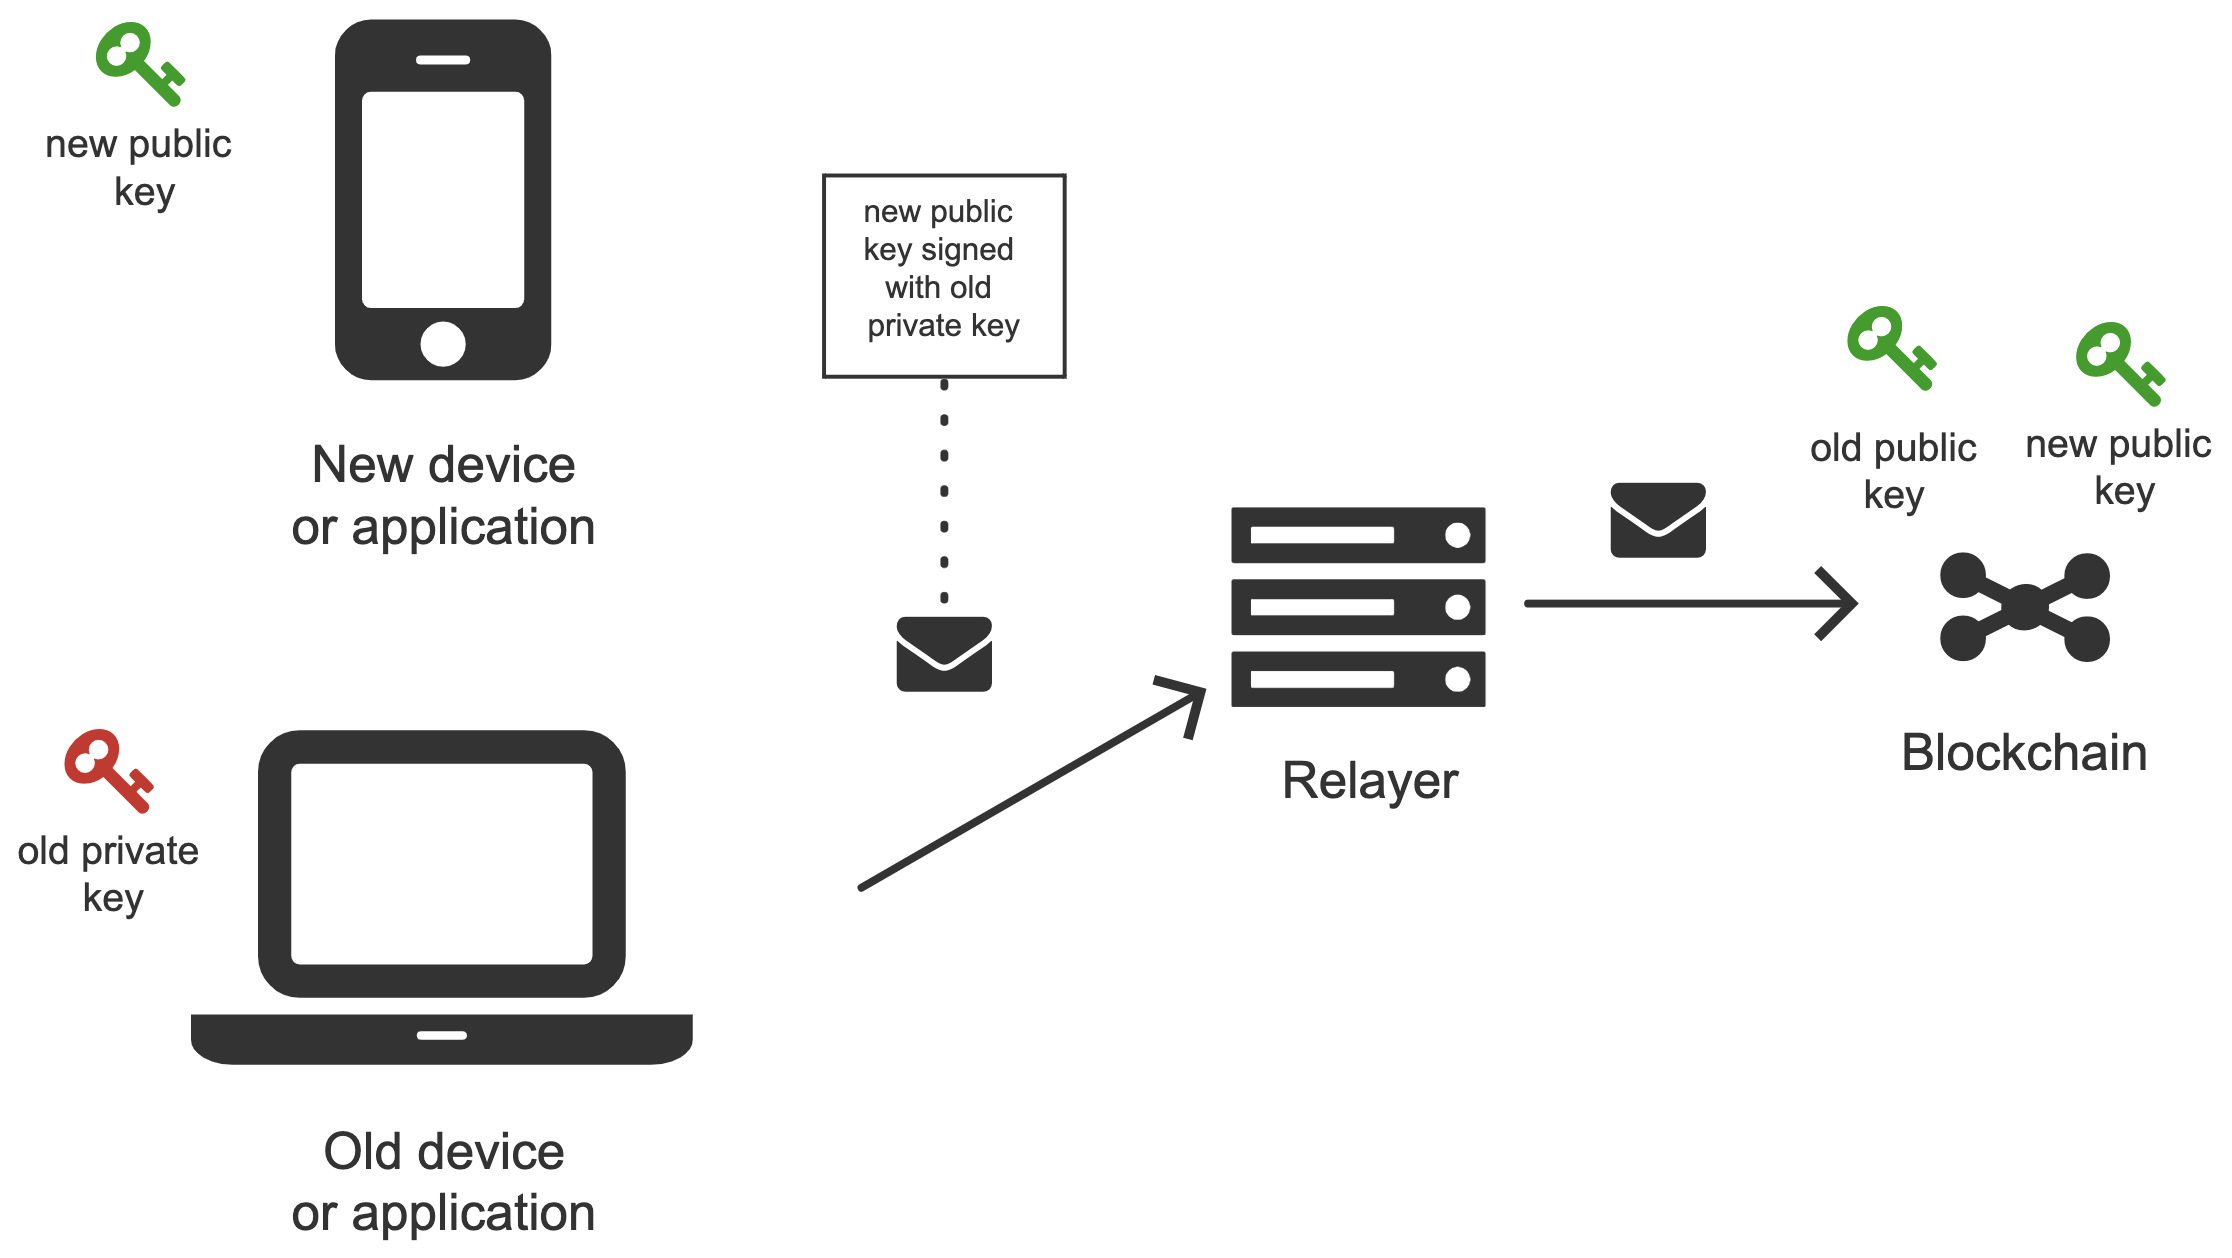 new public
key
New device
or application
new public
key signed
with old
private key
old public
key
new public
key
Relayer
Blockchain
old private
key
Old device
or application